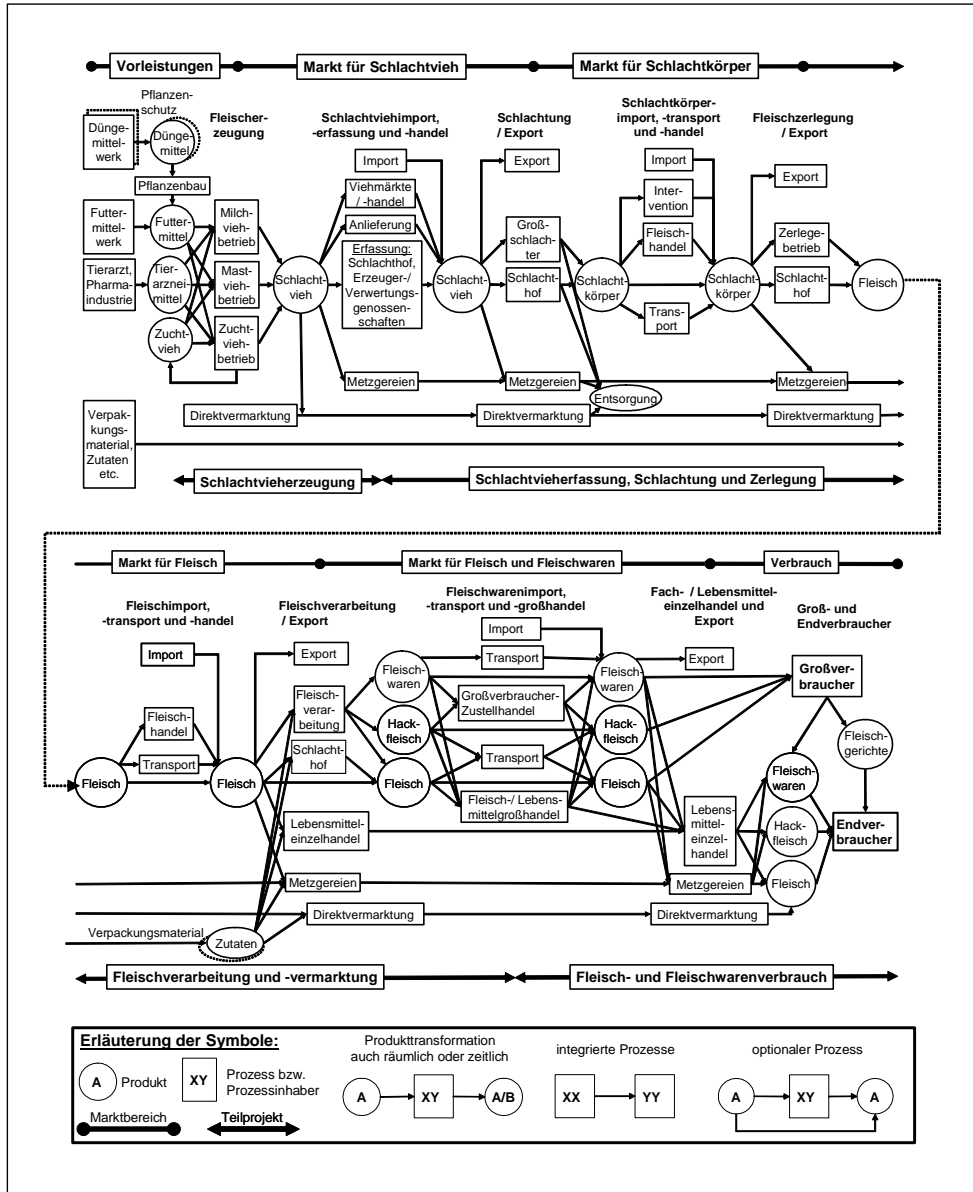 Vorleistungen
Markt für Schlachtvieh
Markt für Schlachtkörper
Pflanzen-
schutz
Fleischer-
zeugung
Schlachtviehimport,
-erfassung und -handel
Schlachtung
/ Export
Schlachtkörper-
import, -transport
und -handel
Fleischzerlegung
/ Export
Dünge-
mittel-
werk
Dünge-
mittel
Pflanzenbau
Import
Export
Import
Export
Viehmärkte
/ -handel
Inter-
vention
Futter-
mittelwerk
Futter-
mittel
Milch-
vieh-
betrieb
Anlieferung
Groß-
schlach-
ter
Fleisch-
handel
Zerlege-
betrieb
Tierarzt,
Pharma-
industrie
Tier-
arznei-
mittel
Mast-
vieh-
betrieb
Schlacht-
vieh
Erfassung:
Schlachthof,
Erzeuger-/
Verwertungs-
genossen-
schaften
Schlacht-
vieh
Schlacht-
hof
Schlacht-
körper
Schlacht-
körper
Schlacht-
hof
Fleisch
Zucht-
vieh
Zucht-
vieh-
betrieb
Trans-
port
Metzgereien
Metzgereien
Metzgereien
Entsorgung
Direktvermarktung
Direktvermarktung
Direktvermarktung
Verpak-
kungs-
material,
Zutaten
etc.
Schlachtvieherzeugung
Schlachtvieherfassung, Schlachtung und Zerlegung
Markt für Fleisch
Markt für Fleisch und Fleischwaren
Verbrauch
Fleischimport,
-transport und -handel
Fleischverarbeitung
/ Export
Fleischwarenimport,
-transport und -großhandel
Fach- / Lebensmittel-
einzelhandel und
Export
Groß- und
Endverbraucher
Import
Export
Import
Transport
Export
Fleisch-
waren
Fleisch-
waren
Großver-
braucher
Fleisch-
handel
Fleisch-
verar-
beitung
Großverbraucher-
Zustellhandel
Hack-
fleisch
Hack-
fleisch
Fleisch-
gerichte
Transport
Schlacht-
hof
Transport
Fleisch
Fleisch
Fleisch
Fleisch
Fleisch-
waren
Fleisch-/ Lebens-
mittelgroßhandel
Lebensmittel-
einzelhandel
Lebens-
mittel-
einzel-
handel
Hack-
fleisch
Endver-
braucher
Metzgereien
Metzgereien
Fleisch
Direktvermarktung
Direktvermarktung
Verpackungsmaterial
Zutaten
Fleischverarbeitung und -vermarktung
Fleisch- und Fleischwarenverbrauch
Erläuterung der Symbole:
A
Produkt
XY
Prozess bzw.
Prozessinhaber
Marktbereich
Teilprojekt
Produkttransformation
auch räumlich oder zeitlich
A
XY
A/B
integrierte Prozesse
XX
YY
optionaler Prozess
A
XY
A